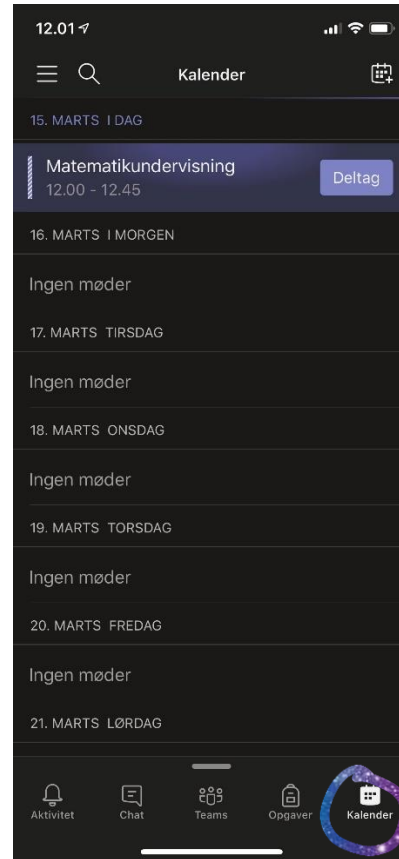 12.01
Kalender
15. MARTS I DAG
Matematikundervisning
12.00 - 12.45
Deltag
16. MARTS I MORGEN
Ingen møder
17. MARTS TIRSDAG
Ingen møder
18. MARTS ONSDAG
Ingen møder
19. MARTS TORSDAG
Ingen møder
20. MARTS FREDAG
Ingen møder
21. MARTS LØRDAG
Aktivitet Chat Teams Opgaver Kalender